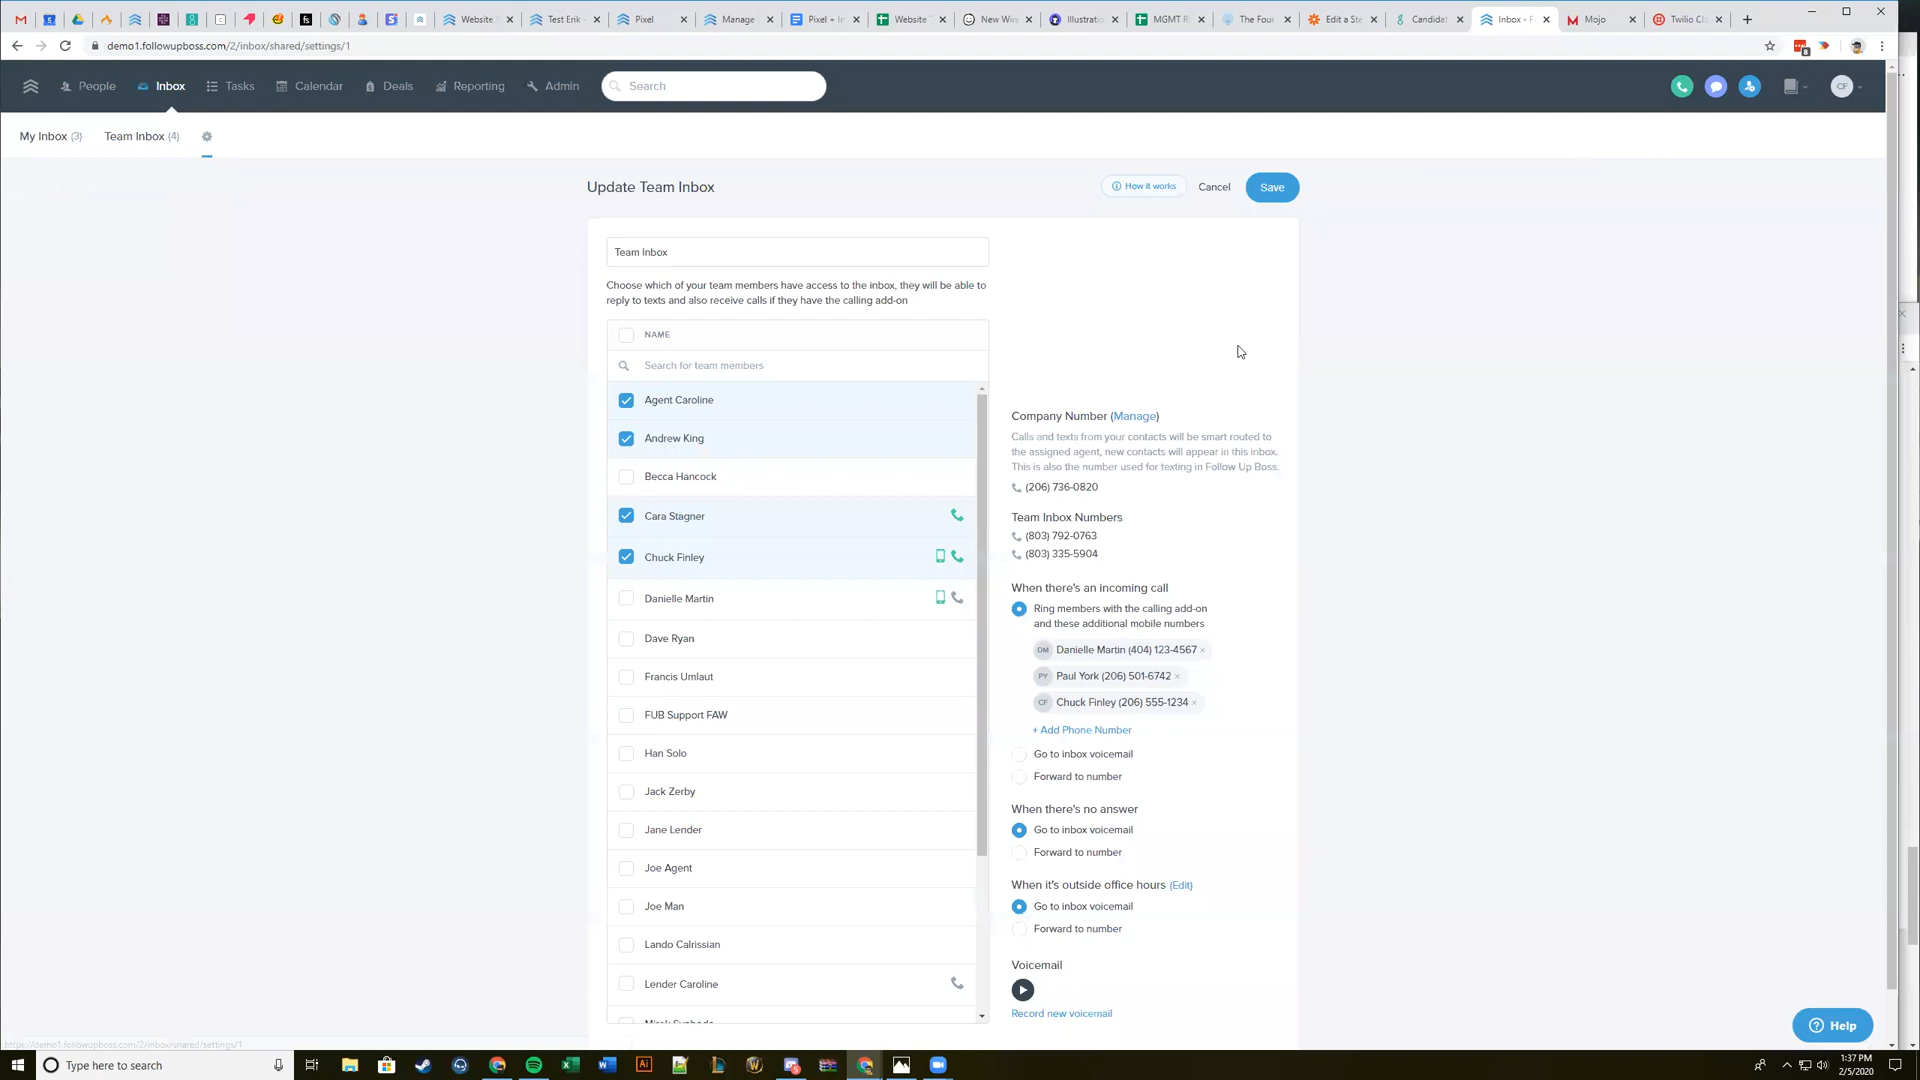 Website
Test Erik -
Pixel
Manage
Pixel + In
Website
New Wire
Illustratio
MGMT R
The Four
Edit a Ste
Candidat
Inbox - F
Mojo
Twilio Cl
demo1.followupboss.com/2/inbox/shared/settings/1
People
Inbox
Tasks
Calendar
Deals
Reporting
Admin
Search
CF
My Inbox (3)
Team Inbox (4)
Update Team Inbox
How it works
Cancel
Save
Team Inbox
Choose which of your team members have access to the inbox, they will be able to
reply to texts and also receive calls if they have the calling add-on
NAME
Search for team members
Agent Caroline
Andrew King
Becca Hancock
Cara Stagner
Chuck Finley
Danielle Martin
Dave Ryan
Francis Umlaut
FUB Support FAW
Han Solo
Jack Zerby
Jane Lender
Joe Agent
Joe Man
Lando Calrissian
Lender Caroline
Company Number (Manage)
Calls and texts from your contacts will be smart routed to
the assigned agent, new contacts will appear in this inbox.
This is also the number used for texting in Follow Up Boss.
(206) 736-0820
Team Inbox Numbers
(803) 792-0763
(803) 335-5904
When there's an incoming call
Ring members with the calling add-on
and these additional mobile numbers
DM Danielle Martin (404) 123-4567 ×
PY Paul York (206) 501-6742 ×
CF Chuck Finley (206) 555-1234 ×
+ Add Phone Number
Go to inbox voicemail
Forward to number
When there's no answer
Go to inbox voicemail
Forward to number
When it's outside office hours (Edit)
Go to inbox voicemail
Forward to number
Voicemail
Record new voicemail
Help
https://demo1.followupboss.com/2/inbox/shared/settings/1
Type here to search
1:37 PM
2/5/2020